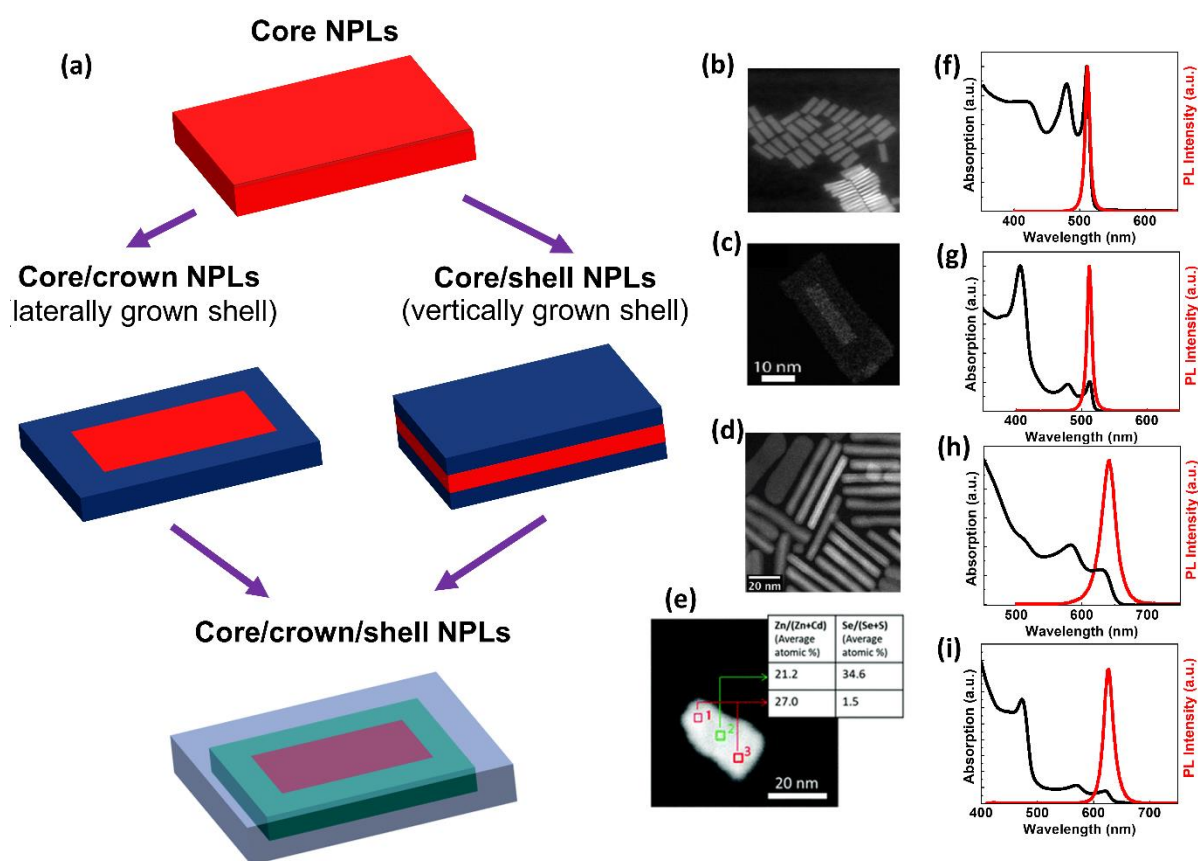 Core NPLs
(a)
Core/crown NPLs
laterally grown shell)
Core/shell NPLs
(vertically grown shell)
Core/crown/shell NPLs
(b)
(c)
10 nm
(d)
20 nm
(e)
Zn/(Zn+Cd)
(Average
atomic %)
Se/(Se+S)
(Average
atomic %)
21.2
34.6
27.0
1.5
1
2
3
20 nm
(f)
Absorption (a.u.)
PL Intensity (a.u.)
400
500
600
Wavelength (nm)
(g)
Absorption (a.u.)
PL Intensity (a.u.)
400
500
600
Wavelength (nm)
(h)
Absorption (a.u.)
PL Intensity (a.u.)
500
600
700
Wavelength (nm)
(i)
Absorption (a.u.)
PL Intensity (a.u.)
400
500
600
700
Wavelength (nm)